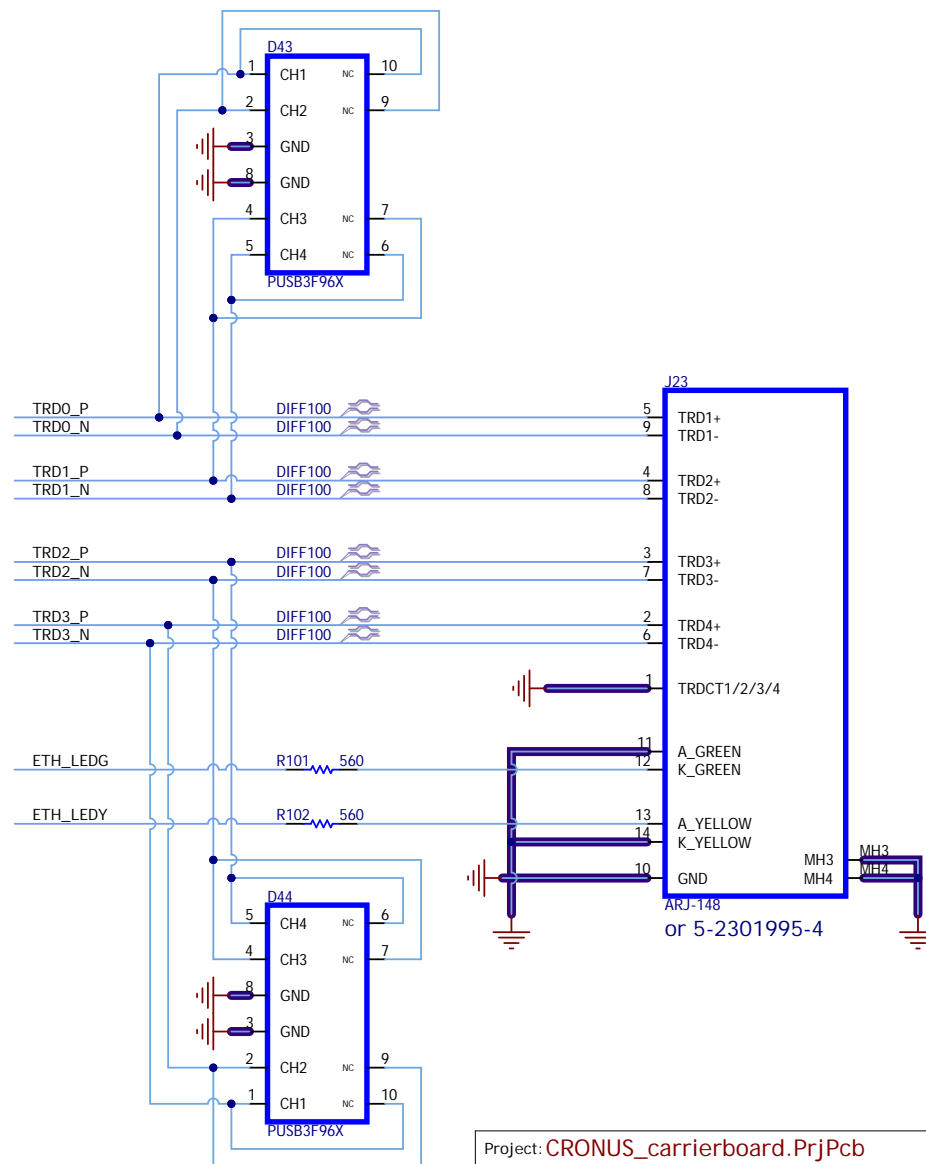 D43
1 CH1 NC 10
2 CH2 NC 9
3 GND
8 GND
4 CH3 NC 7
5 CH4 NC 6
PUSB3F96X
J23
TRD0_P DIFF100 5 TRD1+
TRD0_N DIFF100 9 TRD1-
TRD1_P DIFF100 4 TRD2+
TRD1_N DIFF100 8 TRD2-
TRD2_P DIFF100 3 TRD3+
TRD2_N DIFF100 7 TRD3-
TRD3_P DIFF100 2 TRD4+
TRD3_N DIFF100 6 TRD4-
1 TRDCT1/2/3/4
11 A_GREEN
ETH_LEDG R101 560 12 K_GREEN
ETH_LEDY R102 560 13 A_YELLOW
14 K_YELLOW
MH3 MH3
10 GND MH4 MH4
ARJ-148
or 5-2301995-4
D44
5 CH4 NC 6
4 CH3 NC 7
8 GND
3 GND
2 CH2 NC 9
1 CH1 NC 10
PUSB3F96X
Project: CRONUS_carrierboard.PrjPcb